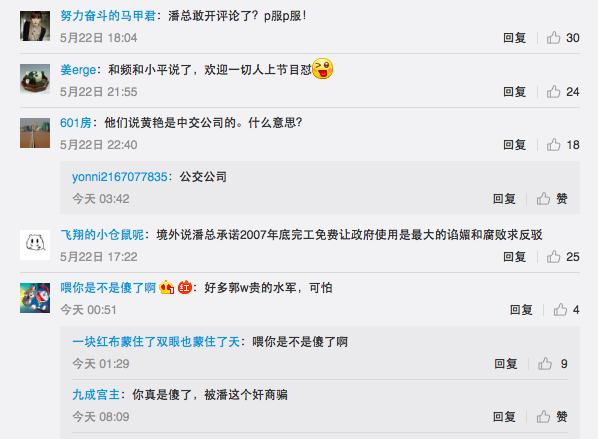 努力奋斗的马甲君：潘总敢开评论了？p服p服！
5月22日 18:04 回复 30
姜erge：和频和小平说了，欢迎一切人上节目怼
5月22日 21:55 回复 24
601房：他们说黄艳是中交公司的。什么意思？
5月22日 22:40 回复 18
yonni2167077835：公交公司
今天 03:42 回复 赞
飞翔的小仓鼠呢：境外说潘总承诺2007年底完工免费让政府使用是最大的谄媚和腐败求反驳
5月22日 17:22 回复 25
喂你是不是傻了啊 红：好多郭w贵的水军，可怕
今天 00:51 回复 4
一块红布蒙住了双眼也蒙住了天：喂你是不是傻了啊
今天 01:29 回复 9
九成宫主：你真是傻了，被潘这个奸商骗
今天 08:09 回复 赞